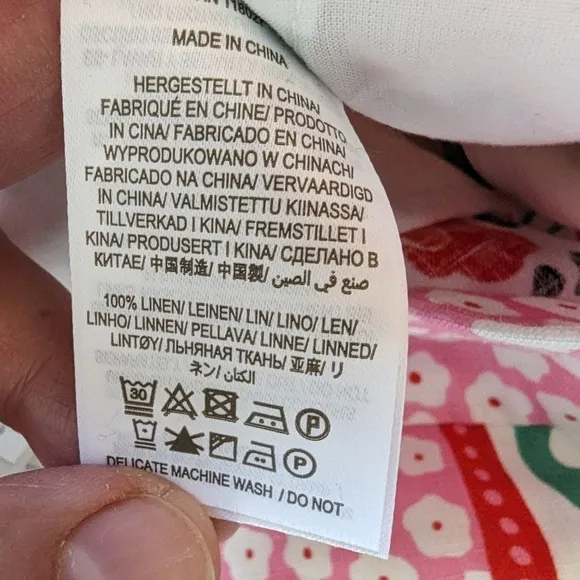 MADE IN CHINA
HERGESTELLT IN CHINA/
FABRIQUÉ EN CHINE/ PRODOTTO
IN CINA/ FABRICADO EN CHINA/
WYPRODUKOWANO W CHINACH/
FABRICADO NA CHINA/ VERVAARDIGD
IN CHINA/ VALMISTETTU KIINASSA/
TILLVERKAD I KINA/ FREMSTILLET I
KINA/ PRODUSERT I KINA/ СДЕЛАНО В
КИТАЕ/ 中国制造/ 中国製/ صنع في الصين
100% LINEN/ LEINEN/ LIN/ LINO/ LEN/
LINHO/ LINNEN/ PELLAVA/ LINNE/ LINNED/
LINTØY/ ЛЬНЯНАЯ ТКАНЬ/ 亚麻/ リ
ネン/ الكتان/
30 P
P
DELICATE MACHINE WASH / DO NOT